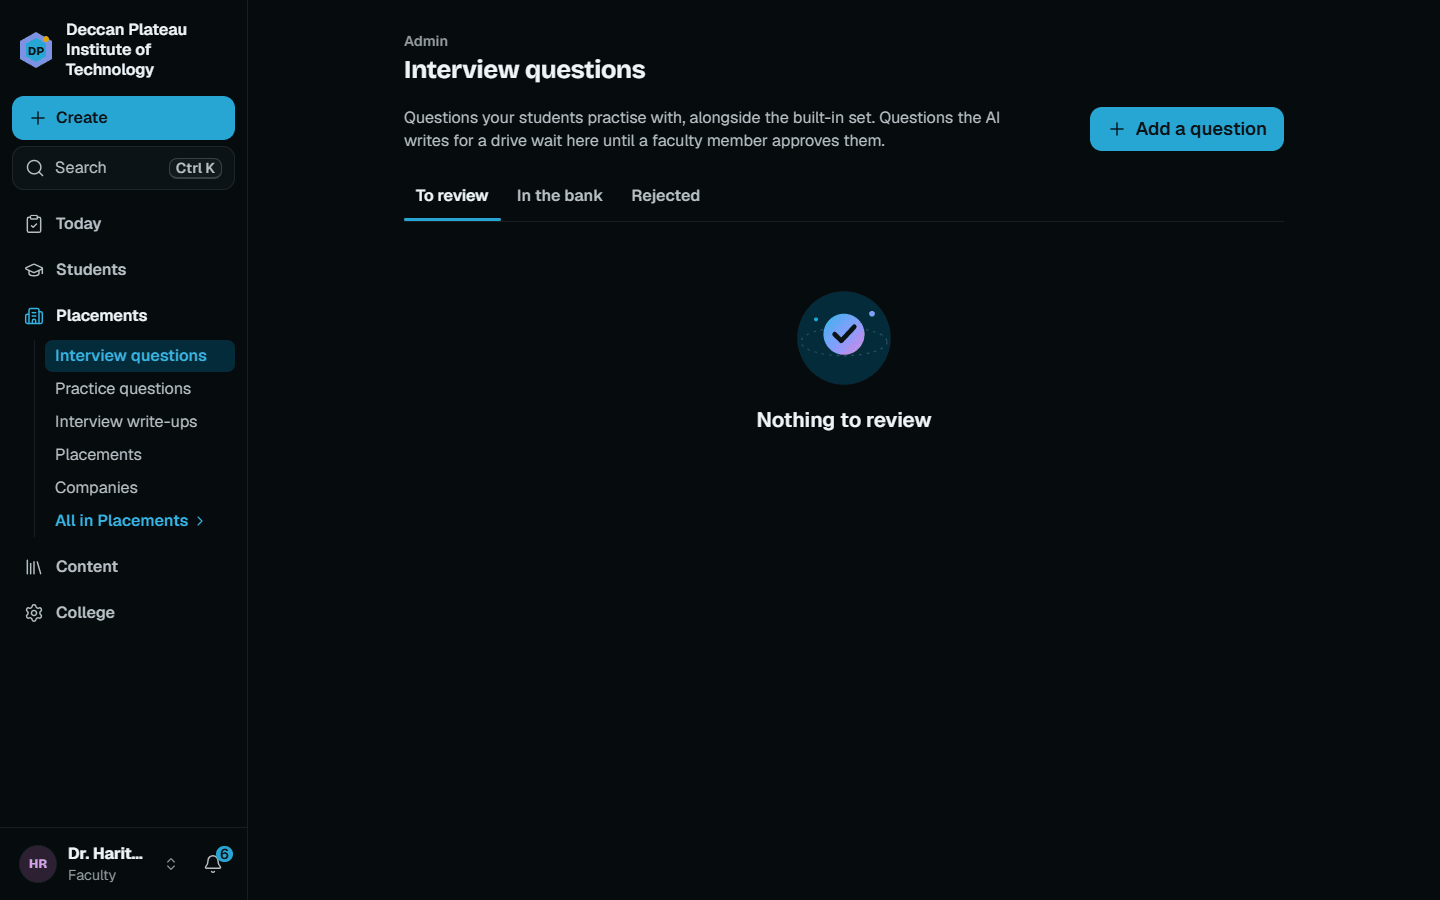 DP
Deccan Plateau
Institute of
Technology
Create
Search
Ctrl K
Today
Students
Placements
Interview questions
Practice questions
Interview write-ups
Placements
Companies
All in Placements
Content
College
HR
Dr. Harit...
Faculty
6
Admin
Interview questions
Questions your students practise with, alongside the built-in set. Questions the AI
writes for a drive wait here until a faculty member approves them.
Add a question
To review
In the bank
Rejected
Nothing to review